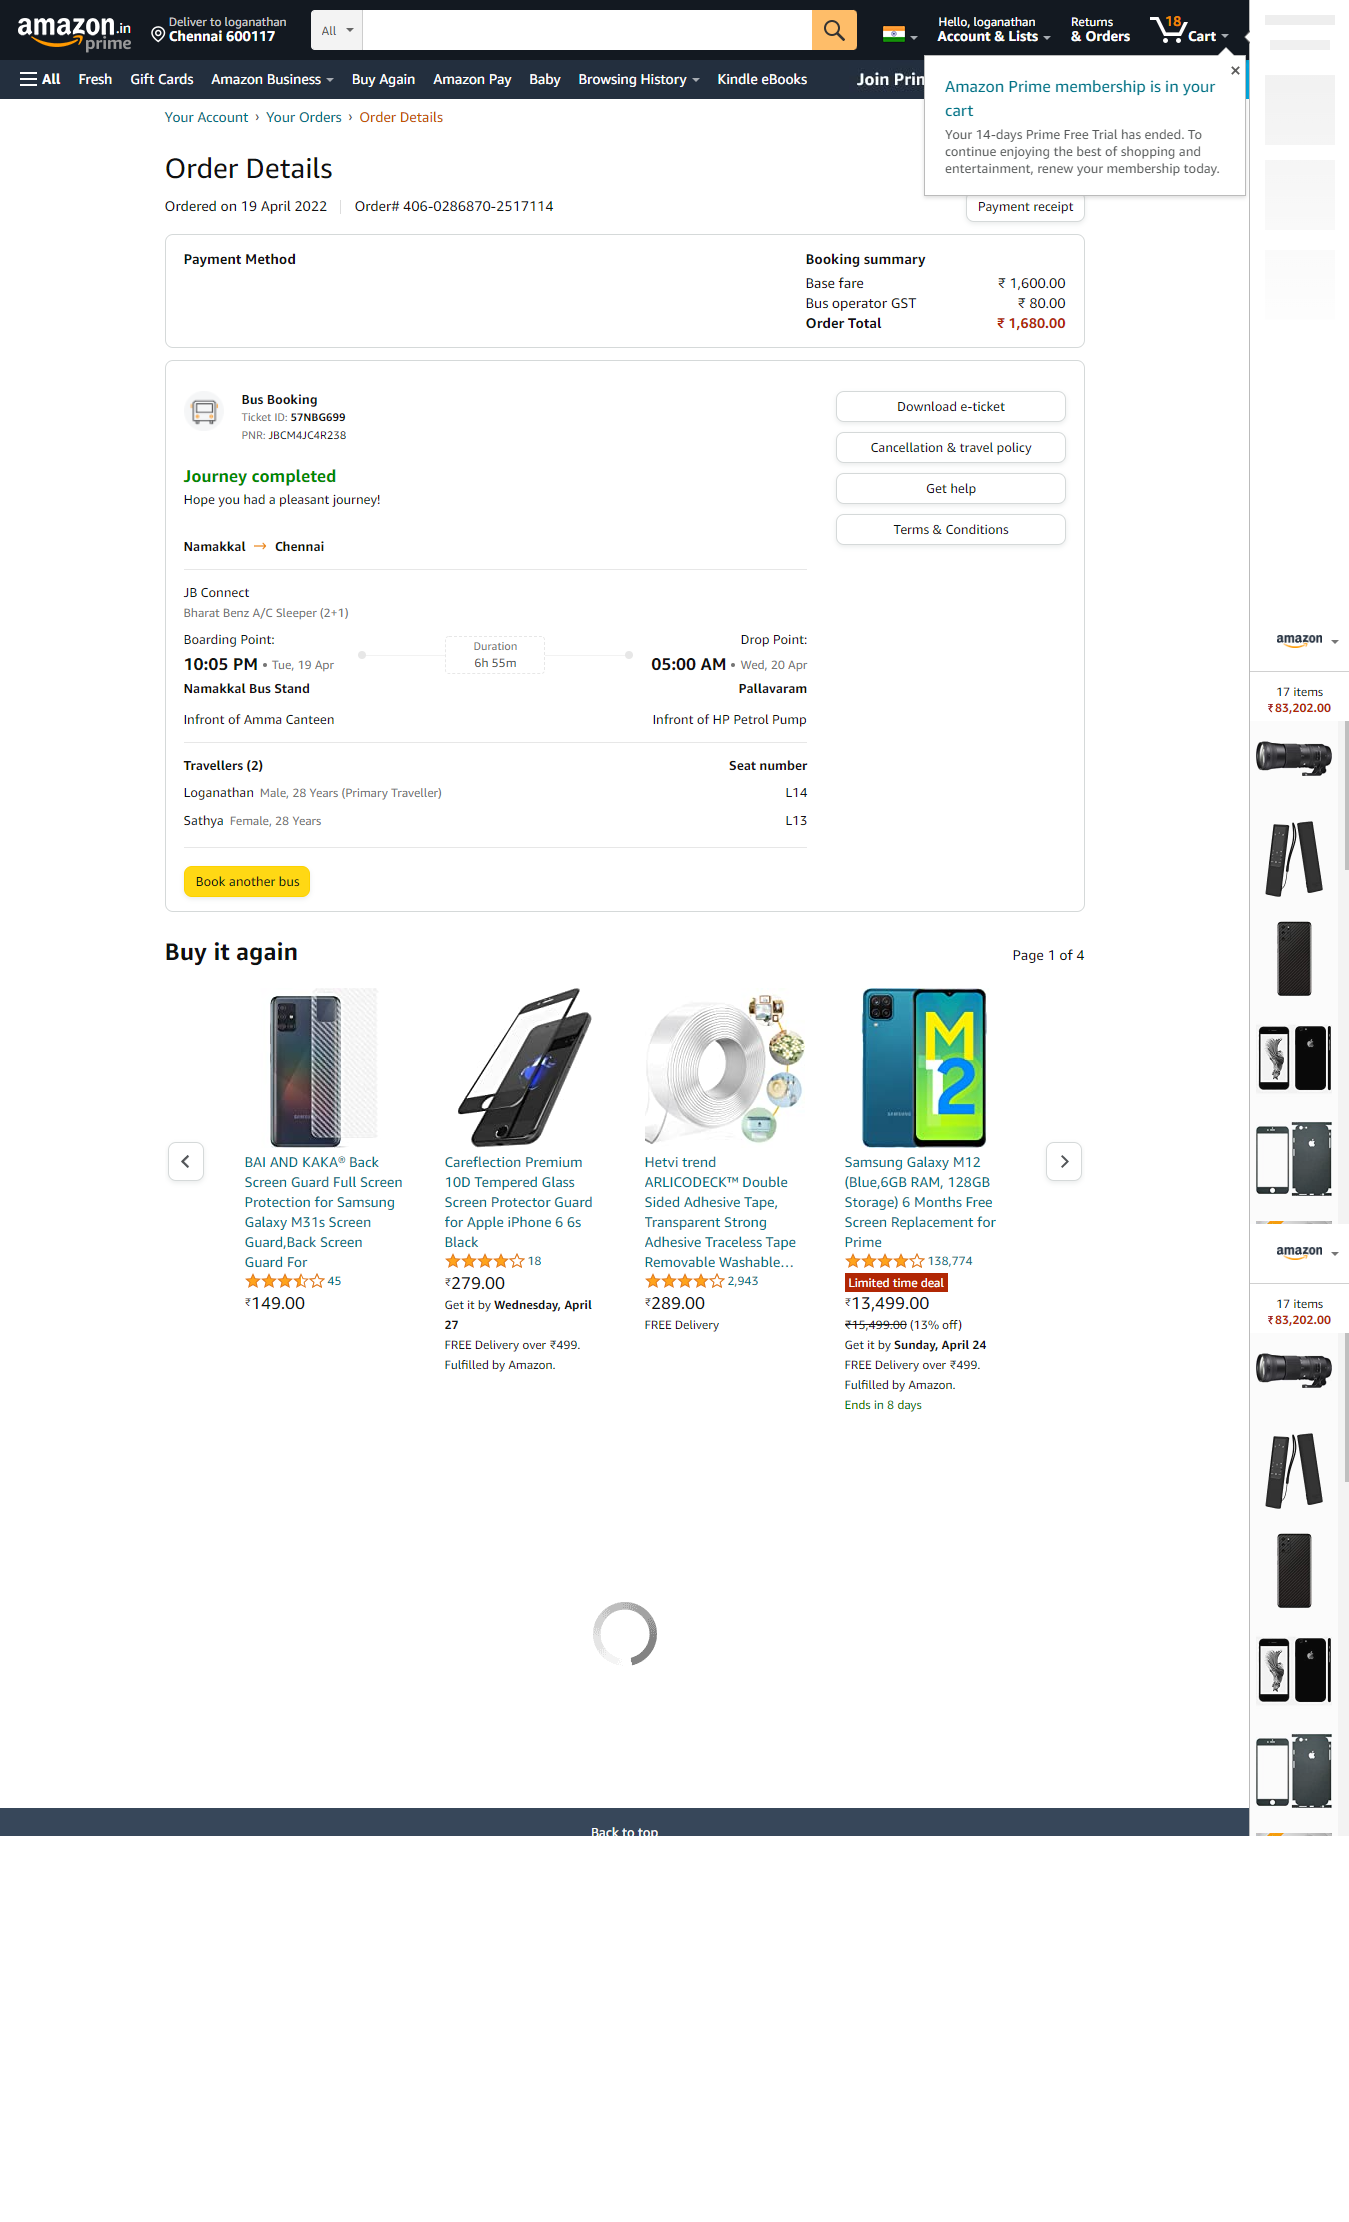 amazon.in
prime
Deliver to loganathan
Chennai 600117
All
Hello, loganathan
Account & Lists
Returns
& Orders
18
Cart
All
Fresh
Gift Cards
Amazon Business
Buy Again
Amazon Pay
Baby
Browsing History
Kindle eBooks
Join Prin
Amazon Prime membership is in your
cart
Your 14-days Prime Free Trial has ended. To
continue enjoying the best of shopping and
entertainment, renew your membership today.
Your Account › Your Orders › Order Details
Order Details
Ordered on 19 April 2022
Order# 406-0286870-2517114
Payment receipt
Payment Method
Booking summary
Base fare ₹ 1,600.00
Bus operator GST ₹ 80.00
Order Total ₹ 1,680.00
Bus Booking
Ticket ID: 57NBG699
PNR: JBCM4JC4R238
Download e-ticket
Cancellation & travel policy
Get help
Terms & Conditions
Journey completed
Hope you had a pleasant journey!
Namakkal → Chennai
JB Connect
Bharat Benz A/C Sleeper (2+1)
Boarding Point:
Duration
6h 55m
Drop Point:
10:05 PM • Tue, 19 Apr
05:00 AM • Wed, 20 Apr
Namakkal Bus Stand
Pallavaram
Infront of Amma Canteen
Infront of HP Petrol Pump
Travellers (2)
Seat number
Loganathan Male, 28 Years (Primary Traveller)
L14
Sathya Female, 28 Years
L13
Book another bus
Buy it again
Page 1 of 4
BAI AND KAKA® Back
Screen Guard Full Screen
Protection for Samsung
Galaxy M31s Screen
Guard,Back Screen
Guard For
45
₹149.00
Careflection Premium
10D Tempered Glass
Screen Protector Guard
for Apple iPhone 6 6s
Black
18
₹279.00
Get it by Wednesday, April
27
FREE Delivery over ₹499.
Fulfilled by Amazon.
Hetvi trend
ARLICODECK™ Double
Sided Adhesive Tape,
Transparent Strong
Adhesive Traceless Tape
Removable Washable...
2,943
₹289.00
FREE Delivery
SAMSUNG
M
12
Samsung Galaxy M12
(Blue,6GB RAM, 128GB
Storage) 6 Months Free
Screen Replacement for
Prime
138,774
Limited time deal
₹13,499.00
₹15,499.00 (13% off)
Get it by Sunday, April 24
FREE Delivery over ₹499.
Fulfilled by Amazon.
Ends in 8 days
Back to top
amazon
17 items
₹83,202.00
amazon
17 items
₹83,202.00